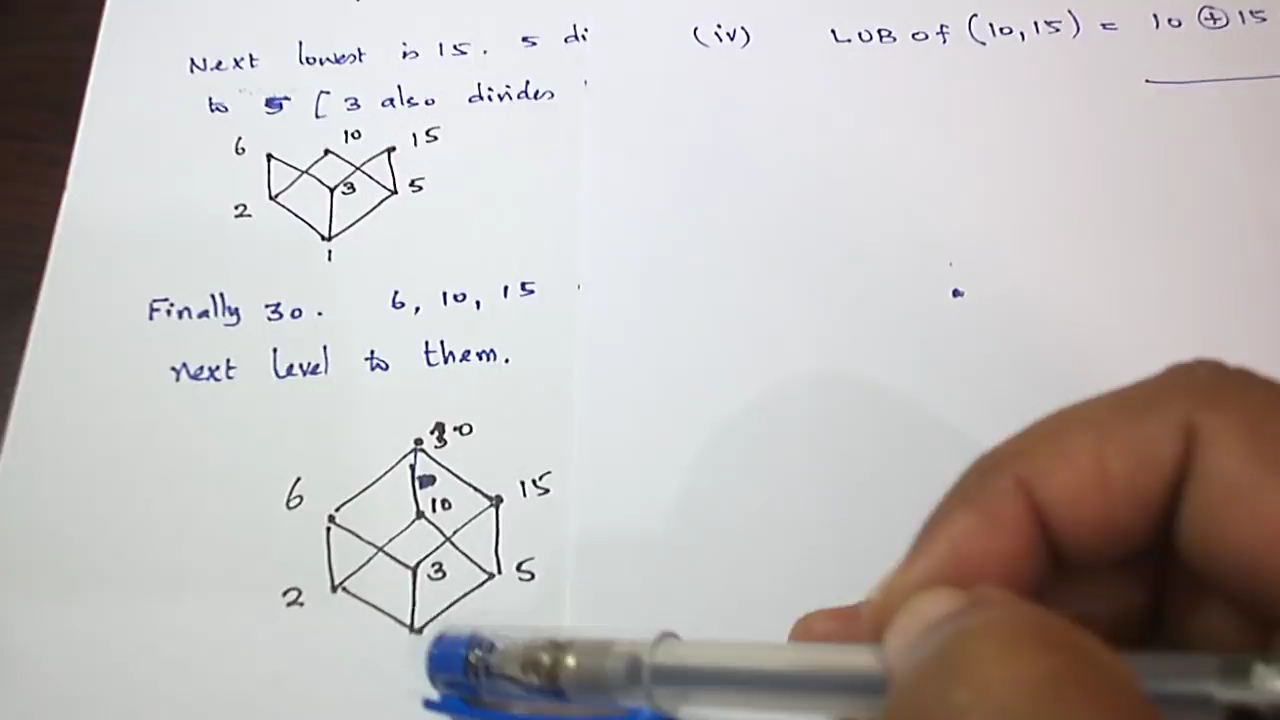 Next lowest is 15. 5 di
to 5 [ 3 also divides
6 10 15
2 3 5
1
Finally 30. 6, 10, 15
next level to them.
30
6 10 15
2 3 5
(iv) LUB of (10,15) = 10 ⊕ 15